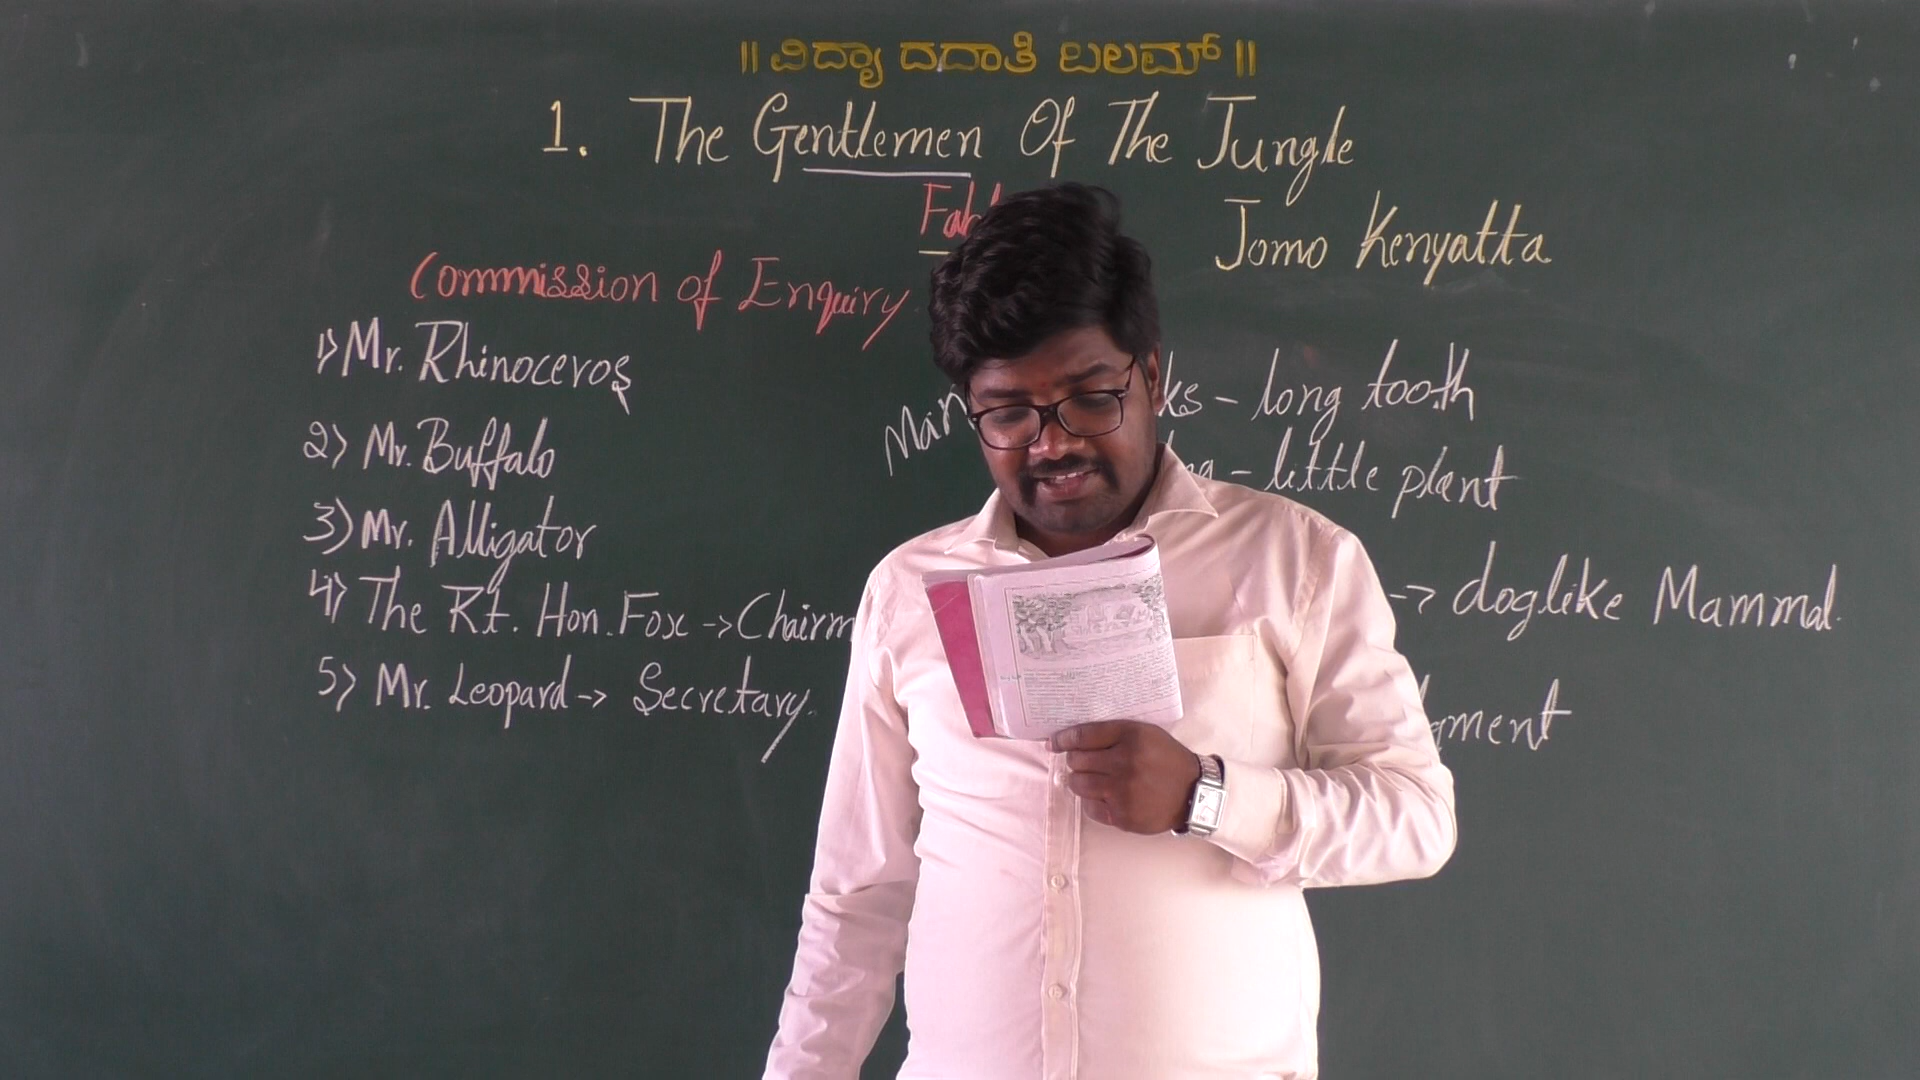 ॥ ವಿದ್ಯಾ ದದಾತಿ ಬಲಮ್ ॥
1. The Gentlemen Of The Jungle
Jomo Kenyatta
Commission of Enquiry
1) Mr. Rhinoceros
2) Mr. Buffalo
3) Mr. Alligator
4) The Rt. Hon. Fox →
5) Mr. Leopard → Secretary.
– long tooth
– little plant
→ doglike Mammal.